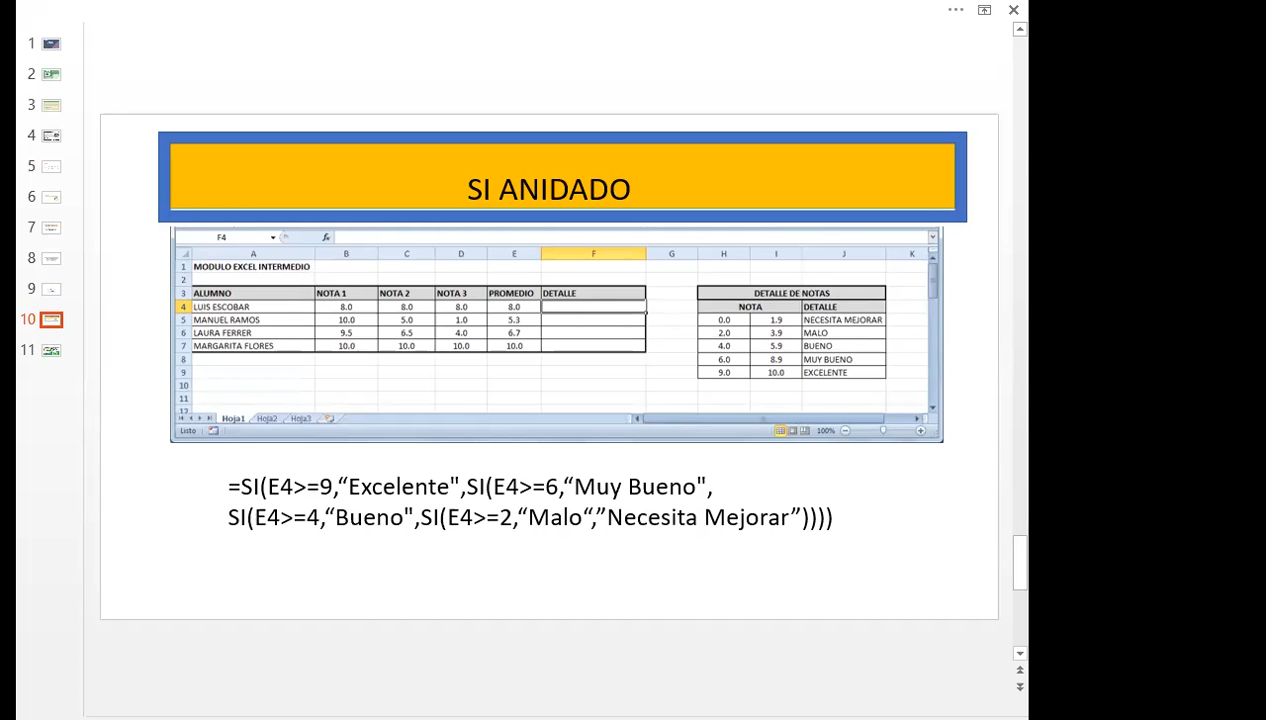 1
2
3
4
5
6
7
8
9
10
11
SI ANIDADO
F4 fx
A B C D E F G H I J K
1 MODULO EXCEL INTERMEDIO
2
3 ALUMNO NOTA 1 NOTA 2 NOTA 3 PROMEDIO DETALLE DETALLE DE NOTAS
4 LUIS ESCOBAR 8.0 8.0 8.0 8.0 NOTA DETALLE
5 MANUEL RAMOS 10.0 5.0 1.0 5.3 0.0 1.9 NECESITA MEJORAR
6 LAURA FERRER 9.5 6.5 4.0 6.7 2.0 3.9 MALO
7 MARGARITA FLORES 10.0 10.0 10.0 10.0 4.0 5.9 BUENO
8 6.0 8.9 MUY BUENO
9 9.0 10.0 EXCELENTE
10
11
12
Hoja1 Hoja2 Hoja3
Listo 100%
=SI(E4>=9,“Excelente",SI(E4>=6,“Muy Bueno",
SI(E4>=4,“Bueno",SI(E4>=2,“Malo“,”Necesita Mejorar”))))